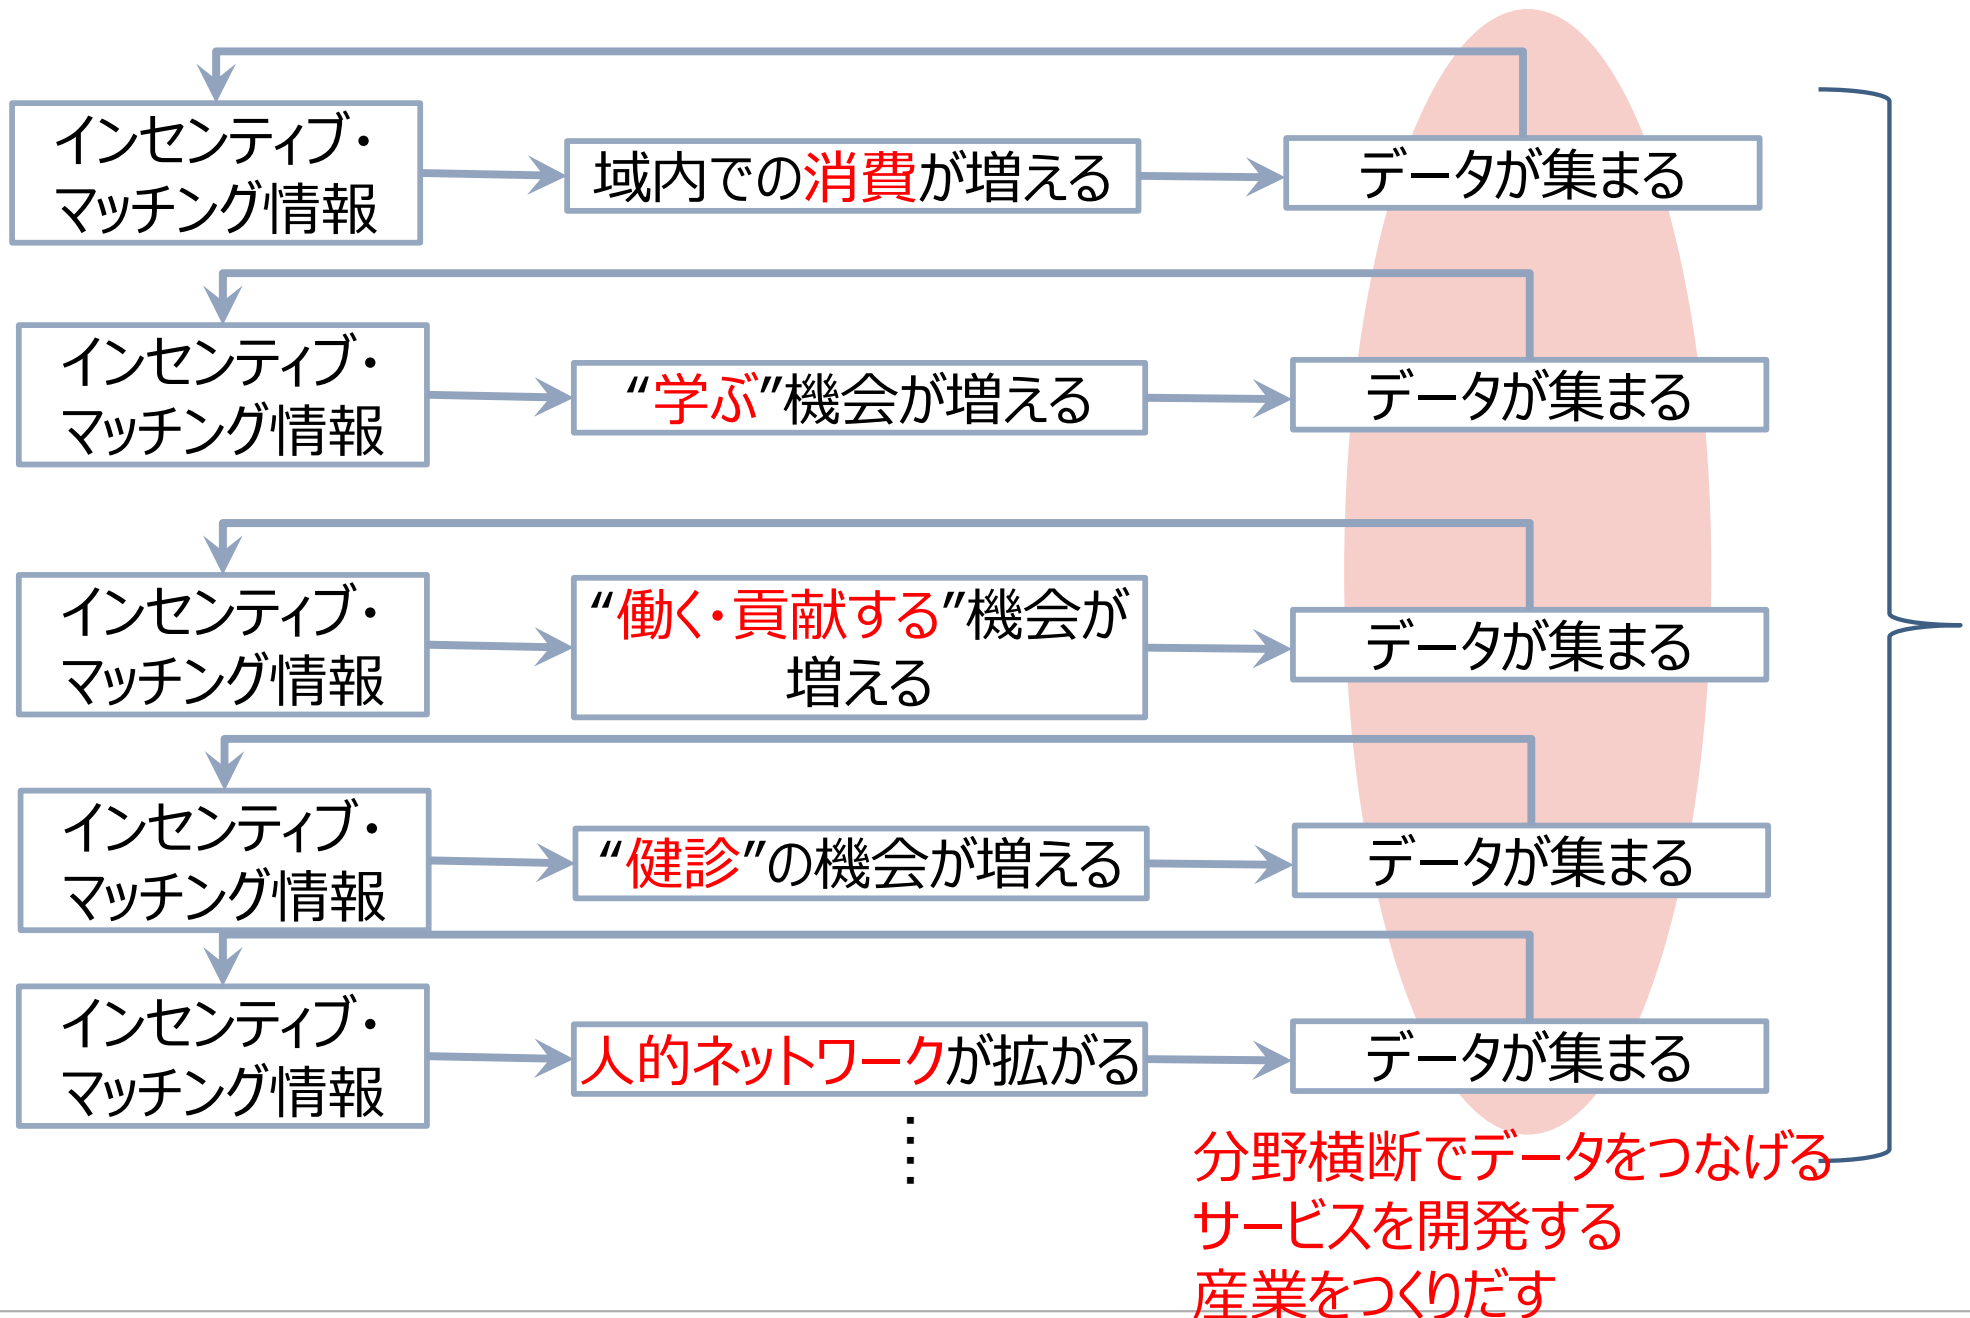 インセンティブ・
マッチング情報
域内での消費が増える
データが集まる
インセンティブ・
マッチング情報
“学ぶ”機会が増える
データが集まる
インセンティブ・
マッチング情報
“働く・貢献する”機会が
増える
データが集まる
インセンティブ・
マッチング情報
“健診”の機会が増える
データが集まる
インセンティブ・
マッチング情報
人的ネットワークが拡がる
データが集まる
……
分野横断でデータをつなげる
サービスを開発する
産業をつくりだす